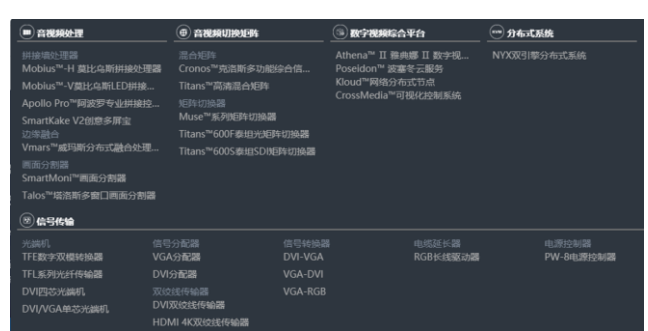 音视频处理
拼接墙处理器
Mobius™-H 莫比乌斯拼接处理器
Mobius™-V莫比乌斯LED拼接...
Apollo Pro™阿波罗专业拼接控...
SmartKake V2创意多屏宝
边缘融合
Vmars™威玛斯分布式融合处理...
画面分割器
SmartMoni™画面分割器
Talos™塔洛斯多窗口画面分割器
音视频切换矩阵
混合矩阵
Cronos™克洛斯多功能综合信...
Titans™高清混合矩阵
矩阵切换器
Muse™系列矩阵切换器
Titans™600F泰坦光矩阵切换器
Titans™600S泰坦SDI矩阵切换器
数字视频综合平台
Athena™ II 雅典娜 II 数字视...
Poseidon™ 波塞冬云服务
Kloud™网络分布式节点
CrossMedia™可视化控制系统
分布式系统
NYX双引擎分布式系统
信号传输
光端机
TFE数字双模转换器
TFL系列光纤传输器
DVI四芯光端机
DVI/VGA单芯光端机
信号分配器
VGA分配器
DVI分配器
双绞线传输器
DVI双绞线传输器
HDMI 4K双绞线传输器
信号转换器
DVI-VGA
VGA-DVI
VGA-RGB
电缆延长器
RGB长线驱动器
电源控制器
PW-8电源控制器